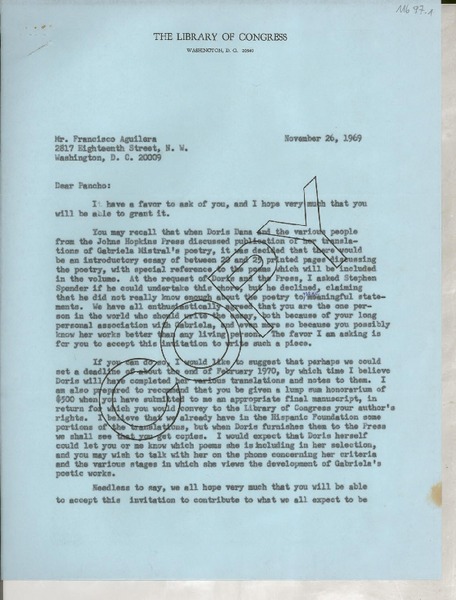 1169 7.1
THE LIBRARY OF CONGRESS
WASHINGTON, D. C. 20540
Mr. Francisco Aguilera November 26, 1969
2817 Eighteenth Street, N. W.
Washington, D. C. 20009
Dear Pancho:
I have a favor to ask of you, and I hope very much that you
will be able to grant it.
You may recall that when Doris Dana and the various people
from the Johns Hopkins Press discussed publication of her transla-
tions of Gabriela Mistral's poetry, it was decided that there would
be an introductory essay of between 20 and 25 printed pages discussing
the poetry, with special reference to the poems which will be included
in the volume. At the request of Doris and the Press, I asked Stephen
Spender if he could undertake this chore, but he declined, claiming
that he did not really know enough about the poetry to make meaningful state-
ments. We have all enthusiastically agreed that you are the one per-
son in the world who should write the essay, both because of your long
personal association with Gabriela, and even more so because you possibly
know her works better than any living person. The favor I am asking is
for you to accept this invitation to write such a piece.
If you can do so, I would like to suggest that perhaps we could
set a deadline of about the end of February 1970, by which time I believe
Doris will have completed her various translations and notes to them. I
am also prepared to recommend that you be given a lump sum honorarium of
$500 when you have submitted to me an appropriate final manuscript, in
return for which you would convey to the Library of Congress your author's
rights. I believe that we already have in the Hispanic Foundation some
portions of the translations, but when Doris furnishes them to the Press
we shall see that you get copies. I would expect that Doris herself
could let you or me know which poems she is including in her selection,
and you may wish to talk with her on the phone concerning her criteria
and the various stages in which she views the development of Gabriela's
poetic works.
Needless to say, we all hope very much that you will be able
to accept this invitation to contribute to what we all expect to be
COPY